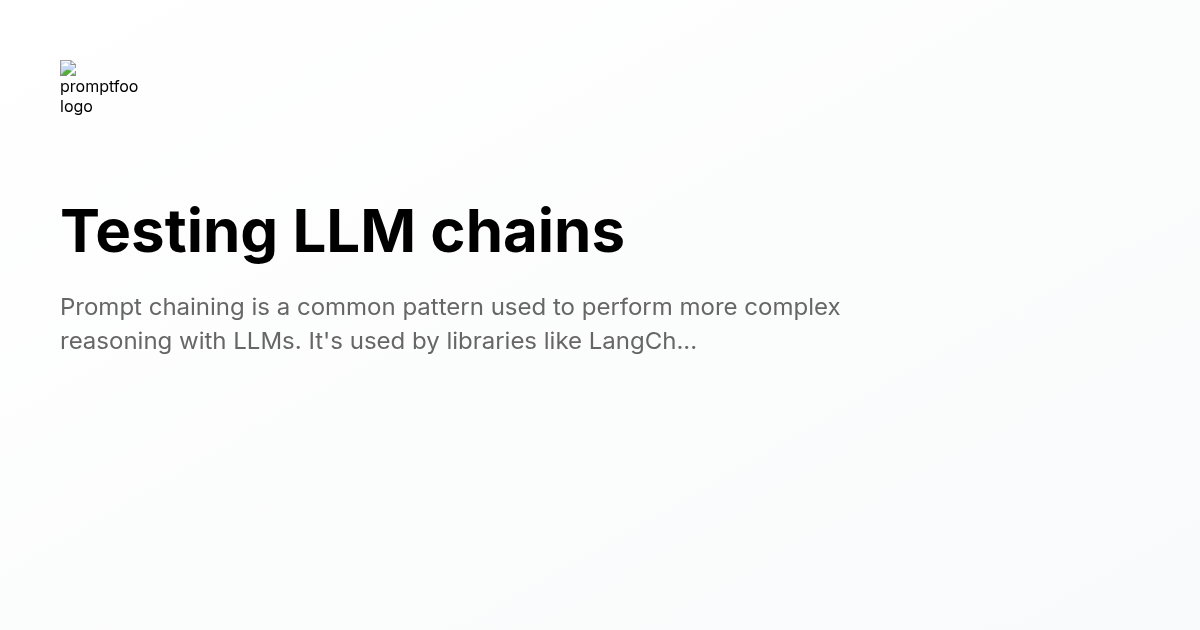 promptfoo
logo
Testing LLM chains
Prompt chaining is a common pattern used to perform more complex
reasoning with LLMs. It's used by libraries like LangCh...